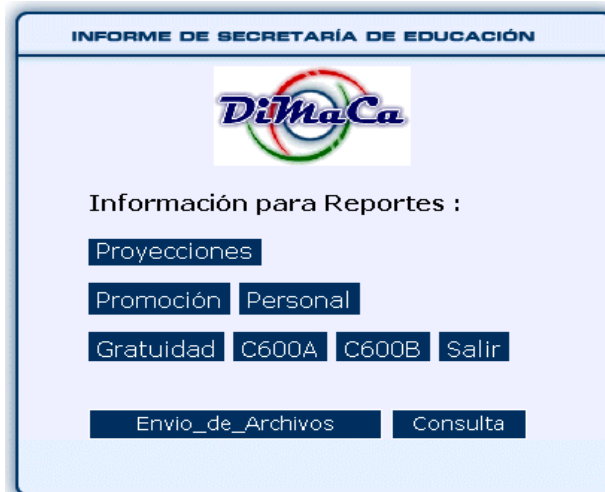 INFORME DE SECRETARÍA DE EDUCACIÓN
DiMaCa
Información para Reportes :
Proyecciones
Promoción Personal
Gratuidad C600A C600B Salir
Envio_de_Archivos Consulta